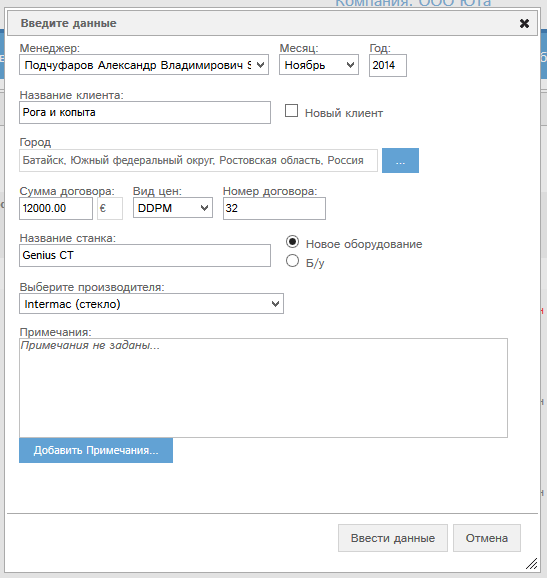 Компания: ООО Юта
Введите данные
Менеджер: Месяц: Год:
Подчуфаров Александр Владимирович Ноябрь 2014
Название клиента:
Рога и копыта Новый клиент
Город
Батайск, Южный федеральный округ, Ростовская область, Россия ...
Сумма договора: Вид цен: Номер договора:
12000.00 € DDPM 32
Название станка:
Genius CT Новое оборудование
Б/у
Выберите производителя:
Intermac (стекло)
Примечания:
Примечания не заданы...
Добавить Примечания...
Ввести данные Отмена